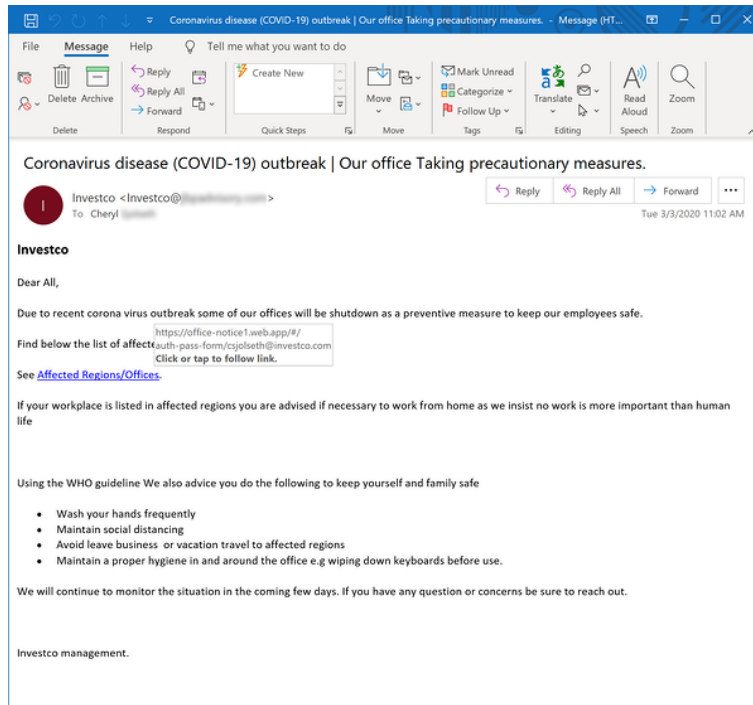 Coronavirus disease (COVID-19) outbreak | Our office Taking precautionary measures. - Message (HT...
File Message Help Tell me what you want to do
Delete Archive
Reply
Reply All
Forward
Create New
Move
Mark Unread
Categorize
Follow Up
Translate
Read Aloud
Zoom
Delete Respond Quick Steps Move Tags Editing Speech Zoom
Coronavirus disease (COVID-19) outbreak | Our office Taking precautionary measures.
I
Investco <Investco@ >
To Cheryl
Reply Reply All Forward
Tue 3/3/2020 11:02 AM
Investco
Dear All,
Due to recent corona virus outbreak some of our offices will be shutdown as a preventive measure to keep our employees safe.
https://office-notice1.web.app/#/
auth-pass-form/csjolseth@investco.com
Click or tap to follow link.
Find below the list of affecte
See Affected Regions/Offices.
If your workplace is listed in affected regions you are advised if necessary to work from home as we insist no work is more important than human
life
Using the WHO guideline We also advice you do the following to keep yourself and family safe
• Wash your hands frequently
• Maintain social distancing
• Avoid leave business or vacation travel to affected regions
• Maintain a proper hygiene in and around the office e.g wiping down keyboards before use.
We will continue to monitor the situation in the coming few days. If you have any question or concerns be sure to reach out.
Investco management.